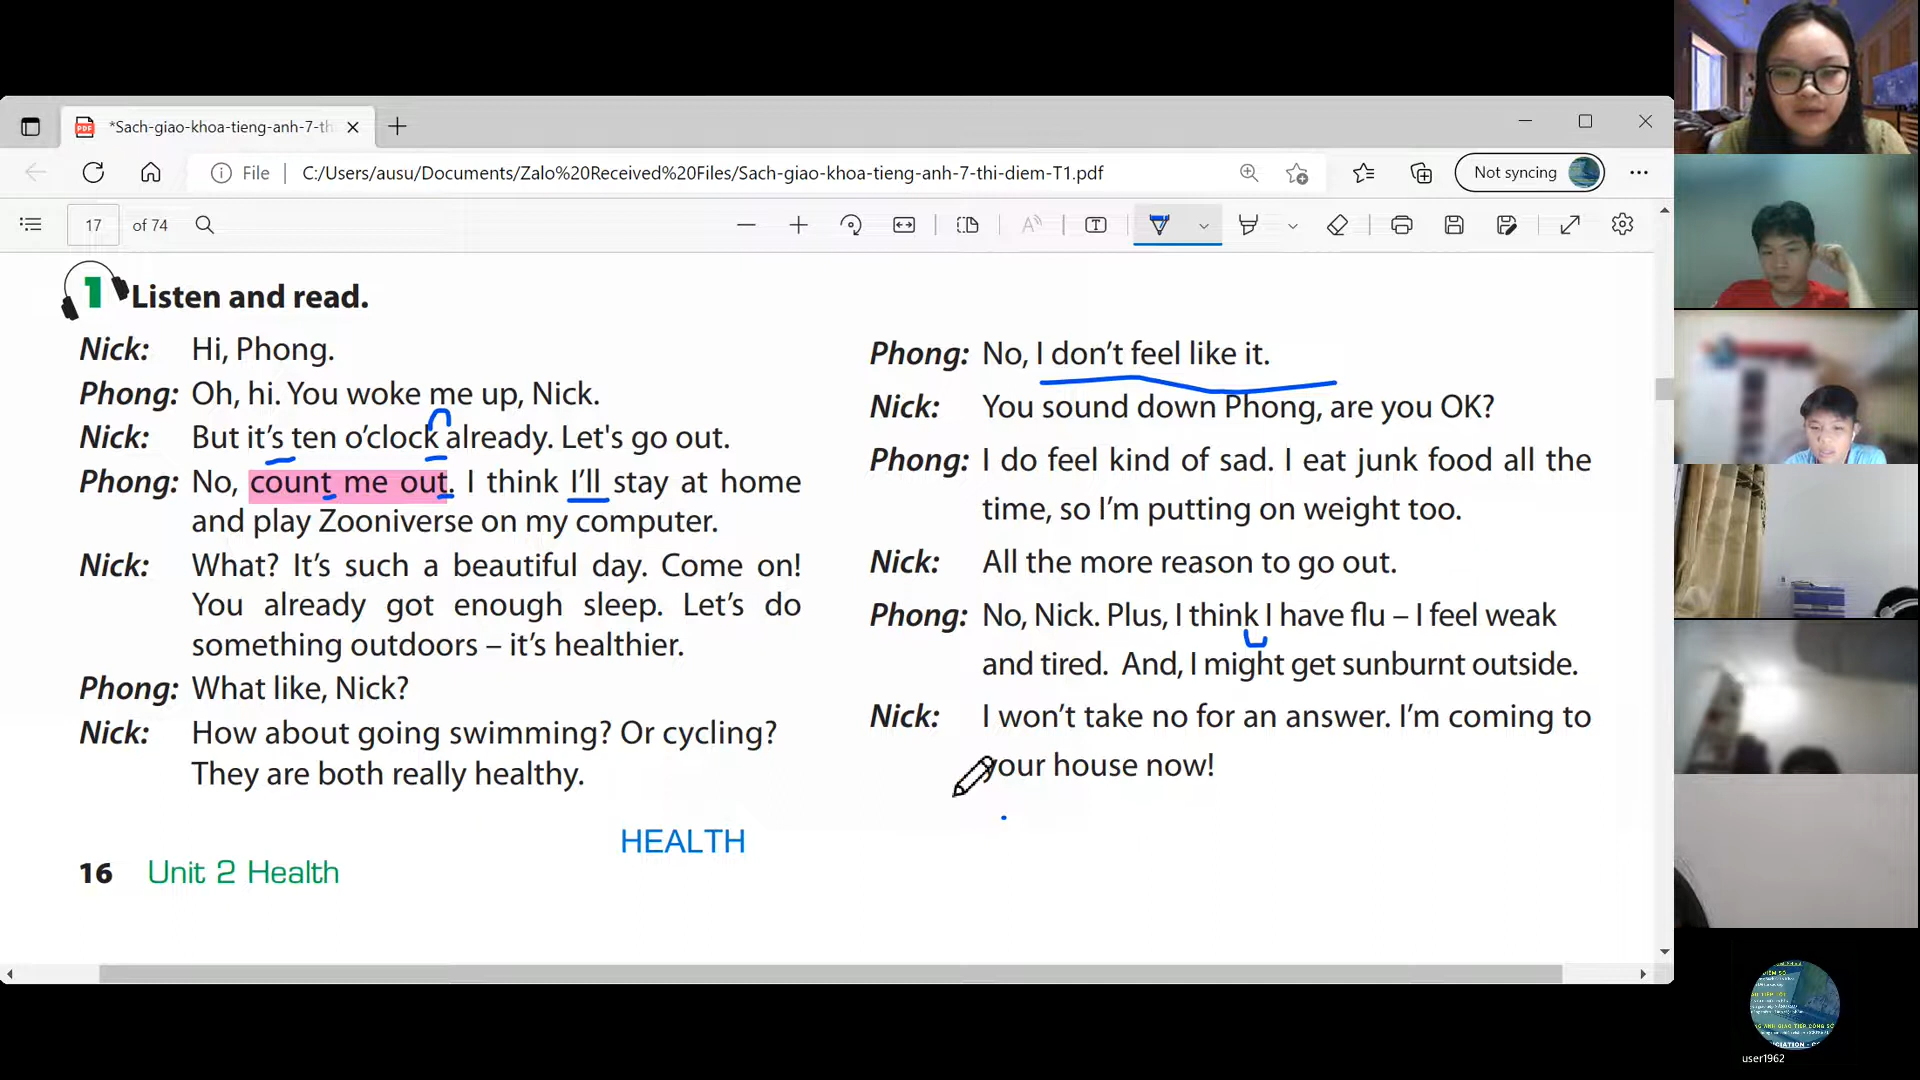 *Sach-giao-khoa-tieng-anh-7-th
File
C:/Users/ausu/Documents/Zalo%20Received%20Files/Sach-giao-khoa-tieng-anh-7-thi-diem-T1.pdf
Not syncing
17 of 74
1 Listen and read.
Nick: Hi, Phong.
Phong: Oh, hi. You woke me up, Nick.
Nick: But it’s ten o’clock already. Let's go out.
Phong: No, count me out. I think I’ll stay at home
and play Zooniverse on my computer.
Nick: What? It’s such a beautiful day. Come on!
You already got enough sleep. Let’s do
something outdoors – it’s healthier.
Phong: What like, Nick?
Nick: How about going swimming? Or cycling?
They are both really healthy.
Phong: No, I don’t feel like it.
Nick: You sound down Phong, are you OK?
Phong: I do feel kind of sad. I eat junk food all the
time, so I’m putting on weight too.
Nick: All the more reason to go out.
Phong: No, Nick. Plus, I think I have flu – I feel weak
and tired. And, I might get sunburnt outside.
Nick: I won’t take no for an answer. I’m coming to
your house now!
HEALTH
16 Unit 2 Health
user1962